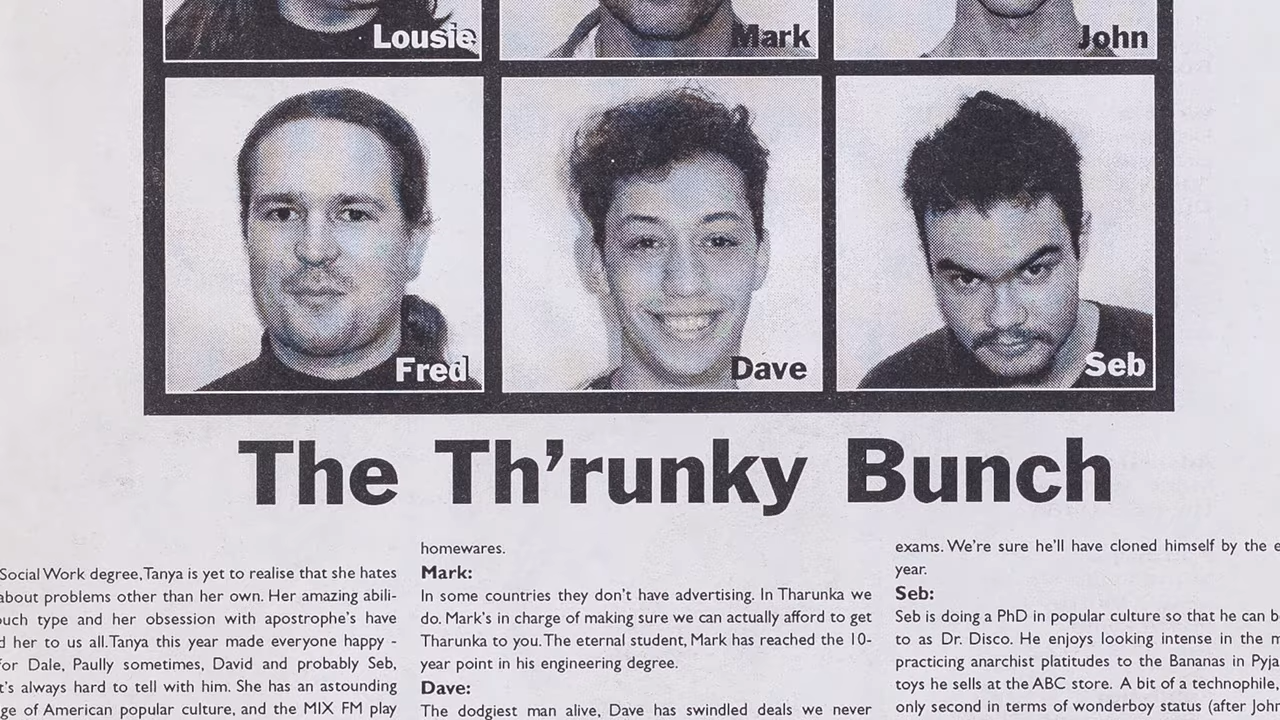 Lousie
Mark
John
Fred
Dave
Seb
The Th'runky Bunch
Social Work degree, Tanya is yet to realise that she hates
about problems other than her own. Her amazing abili-
type and her obsession with apostrophe's have
her to us all. Tanya this year made everyone happy -
for Dale, Paully sometimes, David and probably Seb,
always hard to tell with him. She has an astounding
of American popular culture, and the MIX FM play
homewares.
Mark:
In some countries they don't have advertising. In Tharunka we
do. Mark's in charge of making sure we can actually afford to get
Tharunka to you. The eternal student, Mark has reached the 10-
year point in his engineering degree.
Dave:
The dodgiest man alive, Dave has swindled deals we never
exams. We're sure he'll have cloned himself by the
year.
Seb:
Seb is doing a PhD in popular culture so that he can
to as Dr. Disco. He enjoys looking intense in the
practicing anarchist platitudes to the Bananas in
toys he sells at the ABC store. A bit of a technophile,
only second in terms of wonderboy status (after John